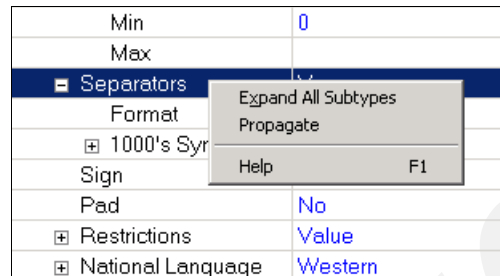 Min 0
Max
Separators
Expand All Subtypes
Format
Propagate
1000's
Help F1
Sign
Pad No
Restrictions Value
National Language Western